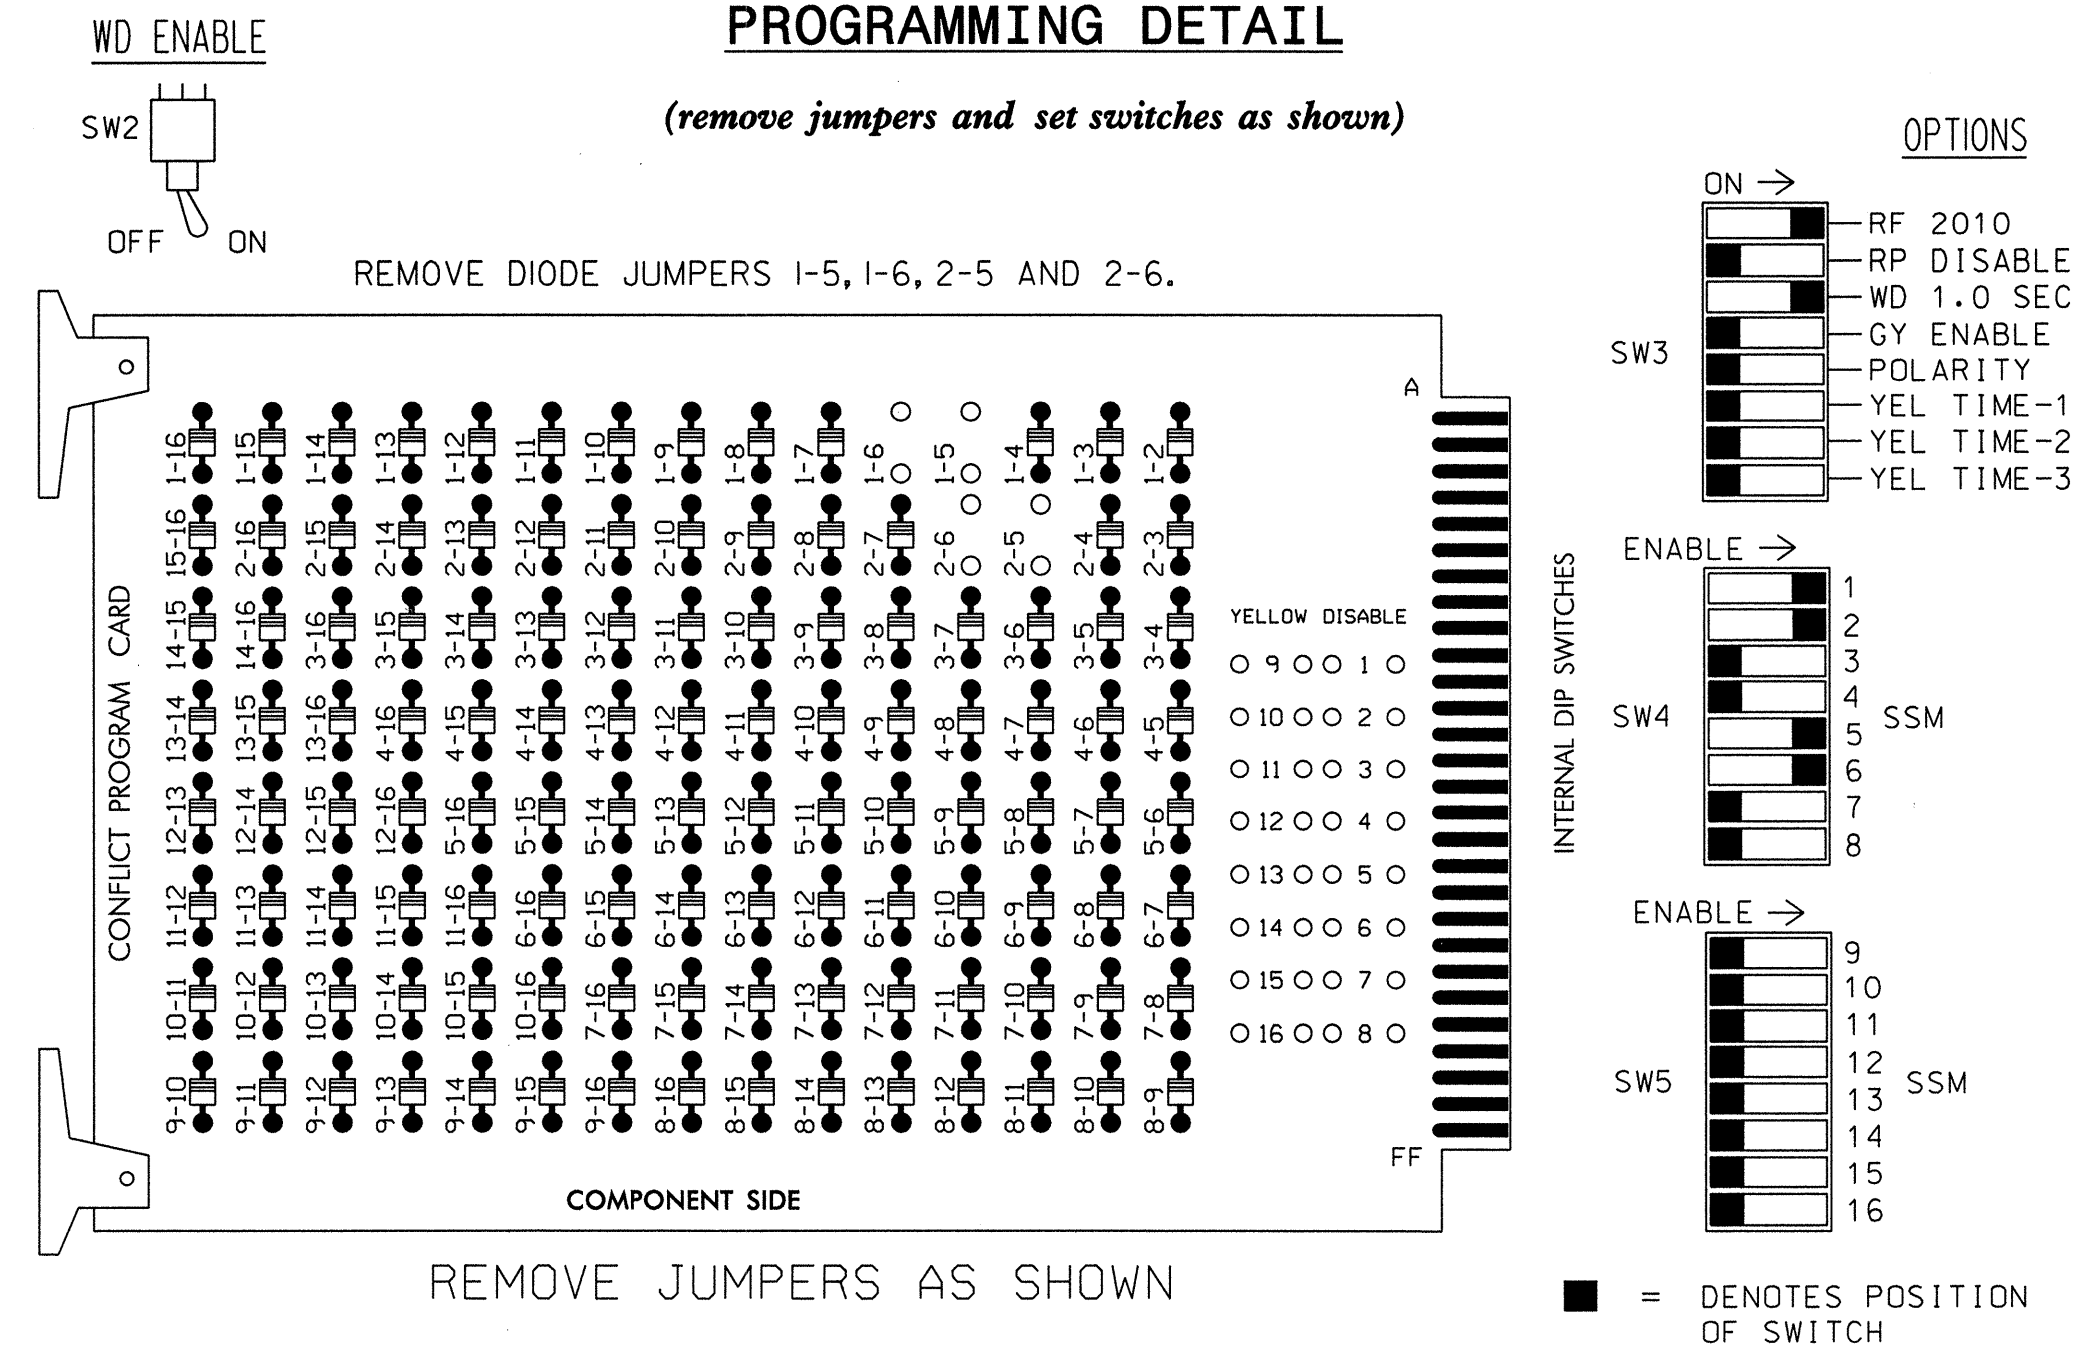 PROGRAMMING DETAIL
(remove jumpers and set switches as shown)
WD ENABLE
SW2
OFF ON
REMOVE DIODE JUMPERS 1-5, 1-6, 2-5 AND 2-6.
CONFLICT PROGRAM CARD
A
1-16 1-15 1-14 1-13 1-12 1-11 1-10 1-9 1-8 1-7 1-6 1-5 1-4 1-3 1-2
15-16 2-16 2-15 2-14 2-13 2-12 2-11 2-10 2-9 2-8 2-7 2-6 2-5 2-4 2-3
14-15 14-16 3-16 3-15 3-14 3-13 3-12 3-11 3-10 3-9 3-8 3-7 3-6 3-5 3-4
13-14 13-15 13-16 4-16 4-15 4-14 4-13 4-12 4-11 4-10 4-9 4-8 4-7 4-6 4-5
12-13 12-14 12-15 12-16 5-16 5-15 5-14 5-13 5-12 5-11 5-10 5-9 5-8 5-7 5-6
11-12 11-13 11-14 11-15 11-16 6-16 6-15 6-14 6-13 6-12 6-11 6-10 6-9 6-8 6-7
10-11 10-12 10-13 10-14 10-15 10-16 7-16 7-15 7-14 7-13 7-12 7-11 7-10 7-9 7-8
9-10 9-11 9-12 9-13 9-14 9-15 9-16 8-16 8-15 8-14 8-13 8-12 8-11 8-10 8-9
YELLOW DISABLE
9 1
10 2
11 3
12 4
13 5
14 6
15 7
16 8
FF
COMPONENT SIDE
REMOVE JUMPERS AS SHOWN
INTERNAL DIP SWITCHES
OPTIONS
ON →
SW3
RF 2010
RP DISABLE
WD 1.0 SEC
GY ENABLE
POLARITY
YEL TIME-1
YEL TIME-2
YEL TIME-3
ENABLE →
SW4
1
2
3
4
5
6
7
8
SSM
ENABLE →
SW5
9
10
11
12
13
14
15
16
SSM
= DENOTES POSITION
OF SWITCH